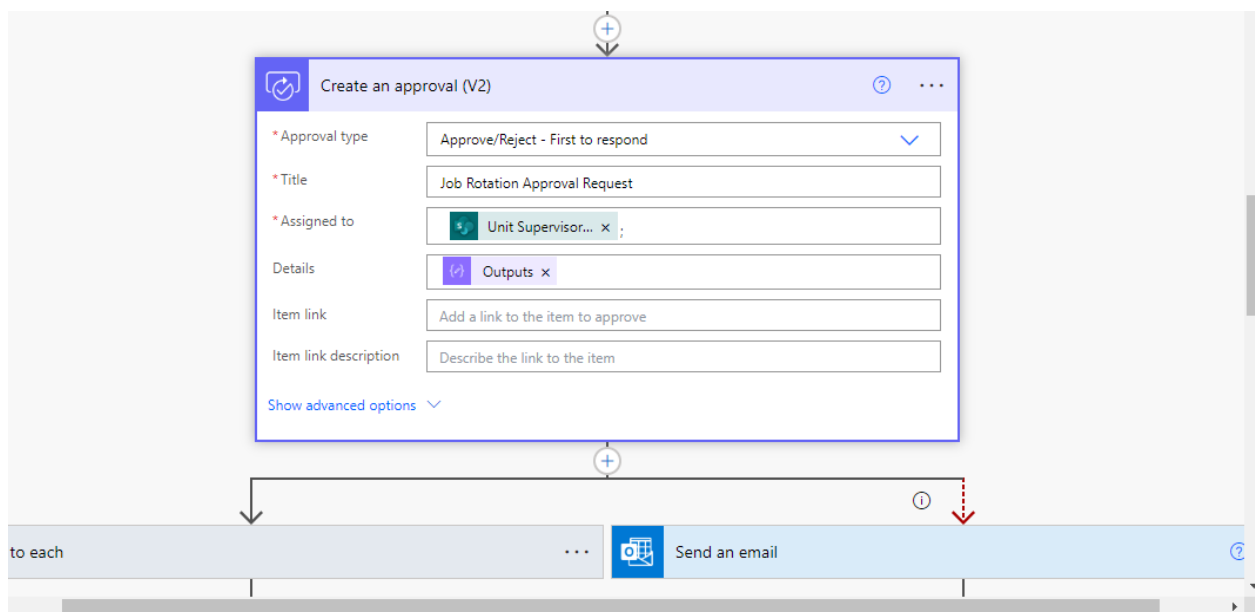 Create an approval (V2)
* Approval type
Approve/Reject - First to respond
* Title
Job Rotation Approval Request
* Assigned to
Unit Supervisor... × ;
Details
Outputs ×
Item link
Add a link to the item to approve
Item link description
Describe the link to the item
Show advanced options
to each
Send an email